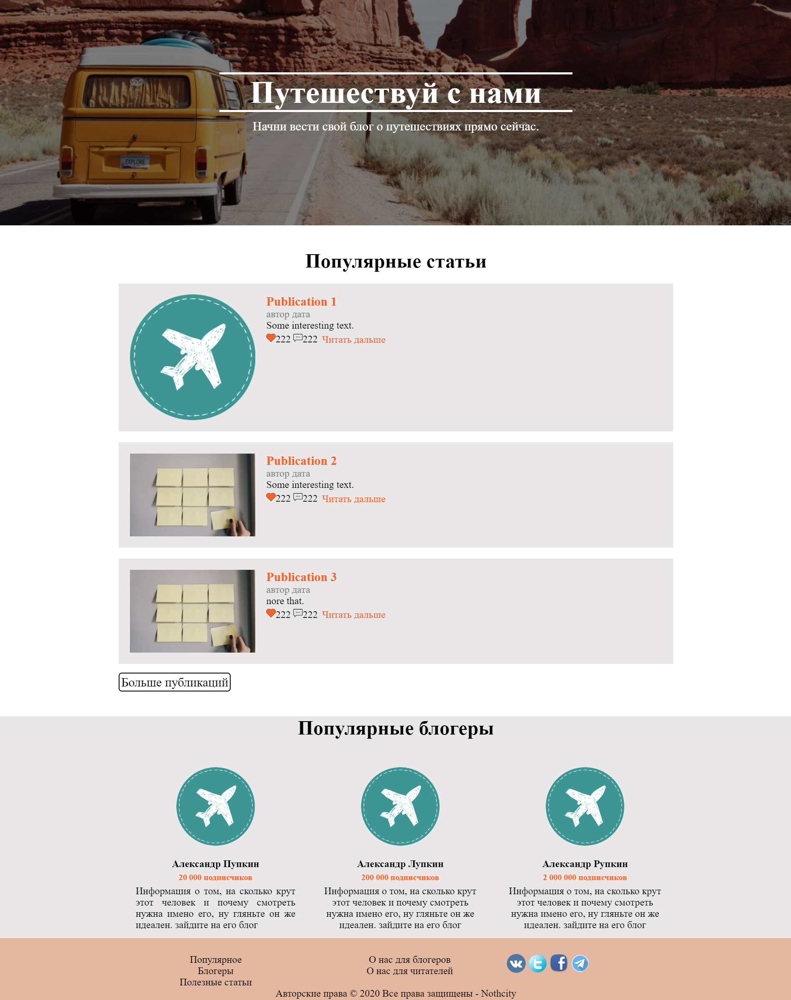 EXPLORE
Путешествуй с нами
Начни вести свой блог о путешествиях прямо сейчас.
Популярные статьи
Publication 1
автор дата
Some interesting text.
222 222 Читать дальше
Publication 2
автор дата
Some interesting text.
222 222 Читать дальше
Publication 3
автор дата
nore that.
222 222 Читать дальше
Больше публикаций
Популярные блогеры
Александр Пупкин
20 000 подписчиков
Информация о том, на сколько крут
этот человек и почему смотреть
нужна имено его, ну гляньте он же
идеален. зайдите на его блог
Александр Лупкин
200 000 подписчиков
Информация о том, на сколько крут
этот человек и почему смотреть
нужна имено его, ну гляньте он же
идеален. зайдите на его блог
Александр Рупкин
2 000 000 подписчиков
Информация о том, на сколько крут
этот человек и почему смотреть
нужна имено его, ну гляньте он же
идеален. зайдите на его блог
Популярное
Блогеры
Полезные статьи
О нас для блогеров
О нас для читателей
Авторские права © 2020 Все права защищены - Nothcity